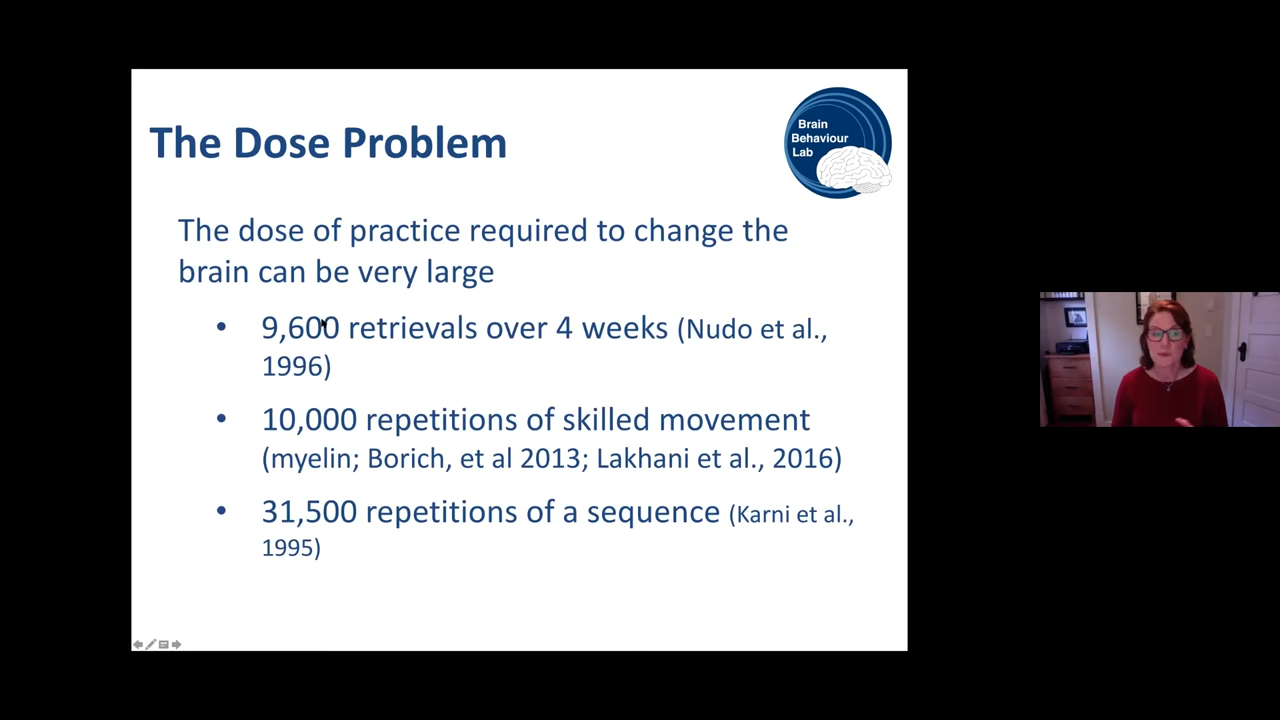 The Dose Problem
Brain
Behaviour
Lab
The dose of practice required to change the
brain can be very large
• 9,600 retrievals over 4 weeks (Nudo et al.,
1996)
• 10,000 repetitions of skilled movement
(myelin; Borich, et al 2013; Lakhani et al., 2016)
• 31,500 repetitions of a sequence (Karni et al.,
1995)